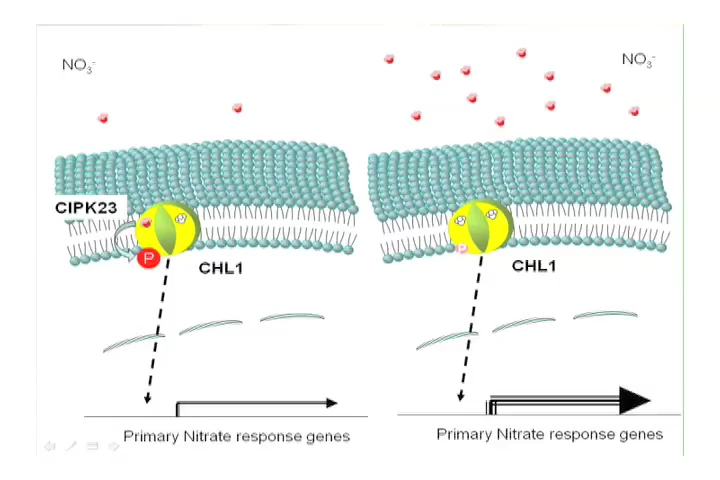 NO3-
NO3-
CIPK23
P
CHL1
P
CHL1
Primary Nitrate response genes
Primary Nitrate response genes